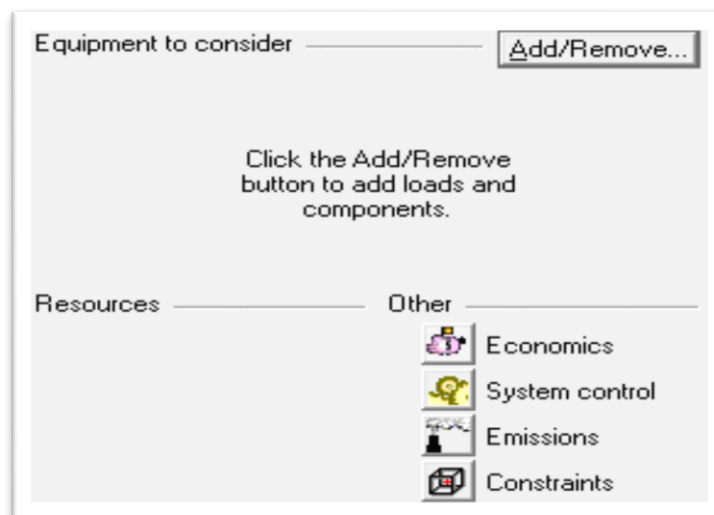 Equipment to consider
Add/Remove...
Click the Add/Remove
button to add loads and
components.
Resources
Other
Economics
System control
Emissions
Constraints